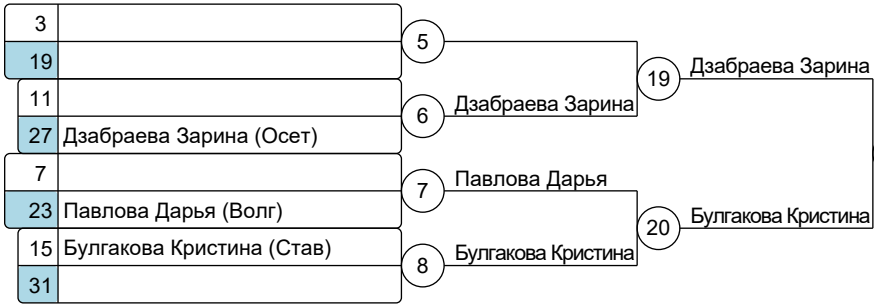 3
19
5
11
27 Дзабраева Зарина (Осет)
6
Дзабраева Зарина
19
Дзабраева Зарина
7
23 Павлова Дарья (Волг)
7
Павлова Дарья
15 Булгакова Кристина (Став)
31
8
Булгакова Кристина
20
Булгакова Кристина